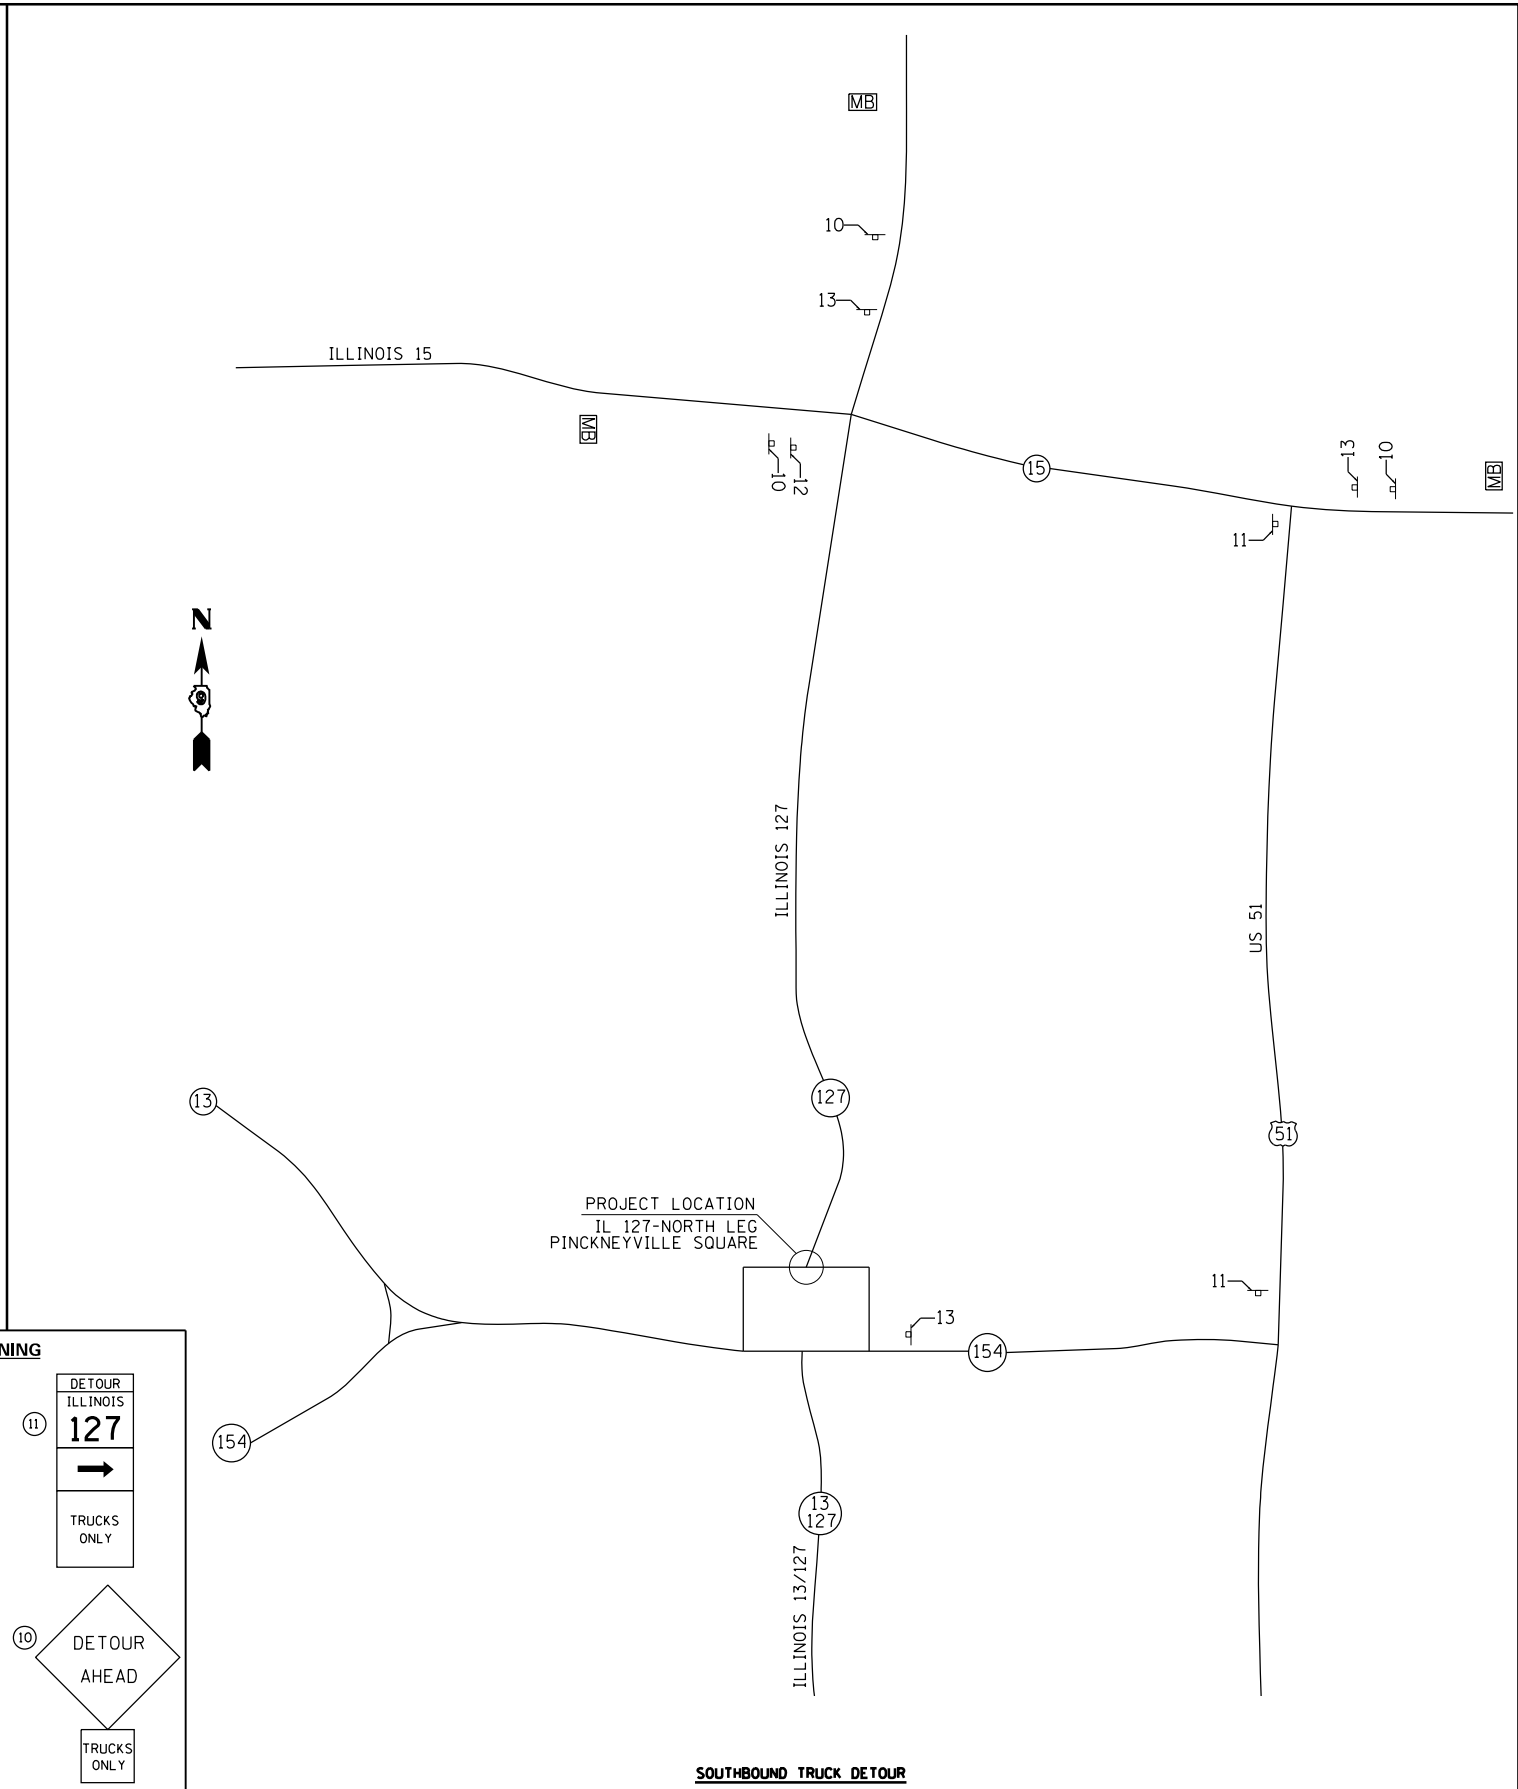 MB
10
13
ILLINOIS 15
MB
10
12
15
13
10
MB
11
N
ILLINOIS 127
US 51
13
127
51
PROJECT LOCATION
IL 127-NORTH LEG
PINCKNEYVILLE SQUARE
11
13
154
154
13
127
ILLINOIS 13/127
NING
DETOUR
ILLINOIS
11
127
TRUCKS
ONLY
10
DETOUR
AHEAD
TRUCKS
ONLY
SOUTHBOUND TRUCK DETOUR